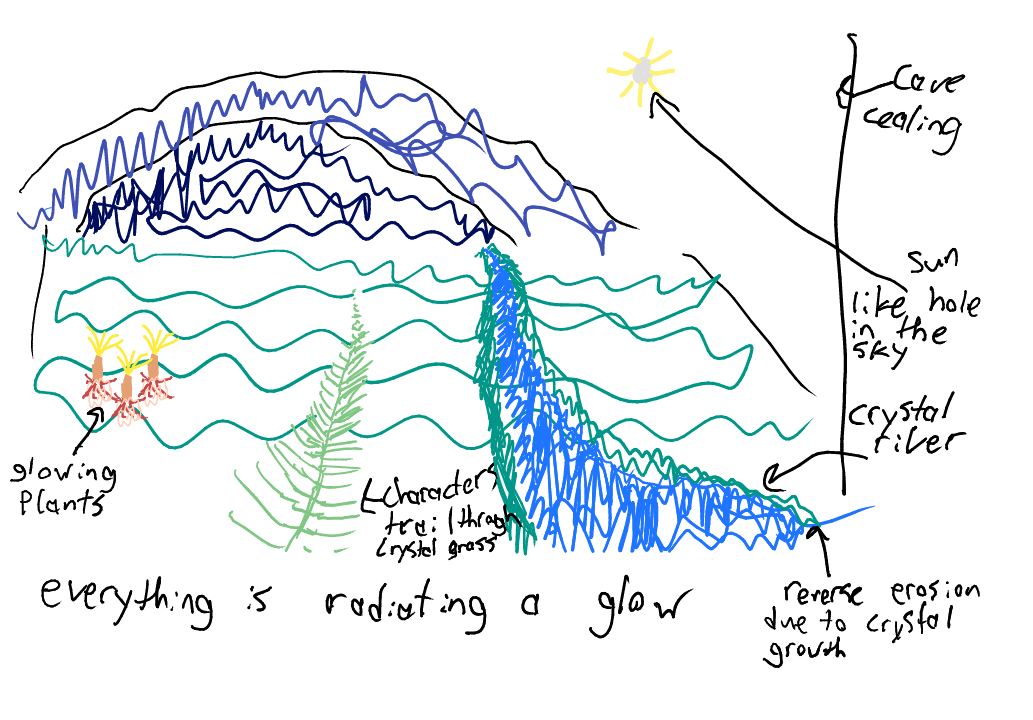 Cave
cealing
sun
like hole
in the
sky
crystal
river
glowing
Plants
Characters
trail through
crystal grass
everything is radiating a glow
reverse erosion
due to crystal
growth